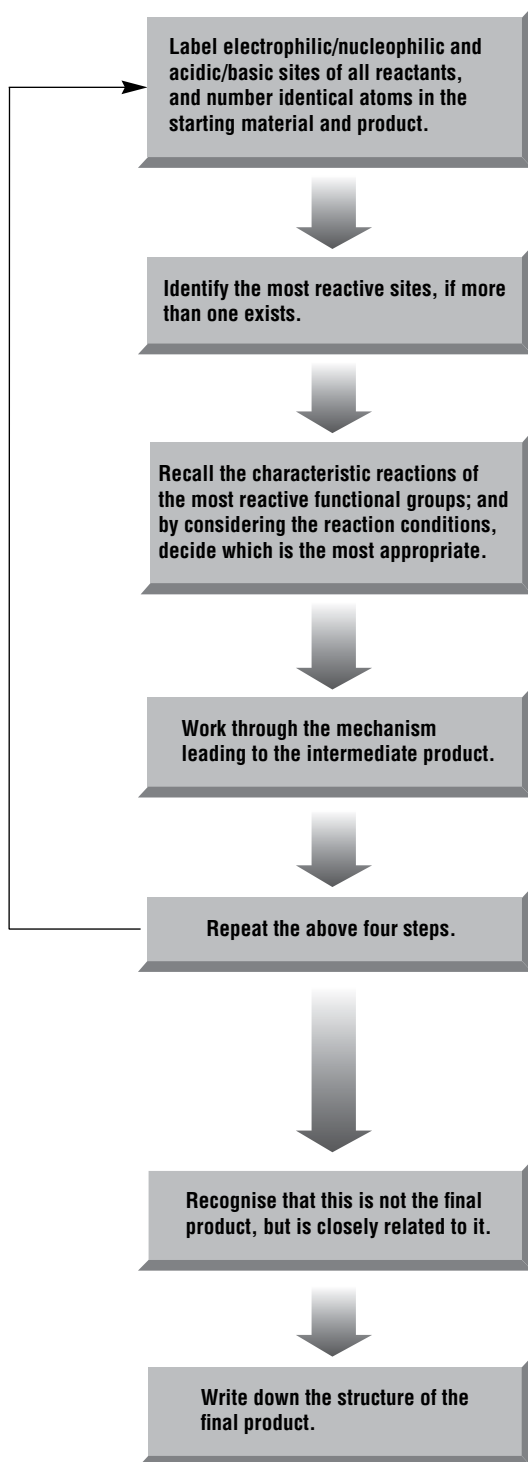 Label electrophilic/nucleophilic and
acidic/basic sites of all reactants,
and number identical atoms in the
starting material and product.
Identify the most reactive sites, if more
than one exists.
Recall the characteristic reactions of
the most reactive functional groups; and
by considering the reaction conditions,
decide which is the most appropriate.
Work through the mechanism
leading to the intermediate product.
Repeat the above four steps.
Recognise that this is not the final
product, but is closely related to it.
Write down the structure of the
final product.